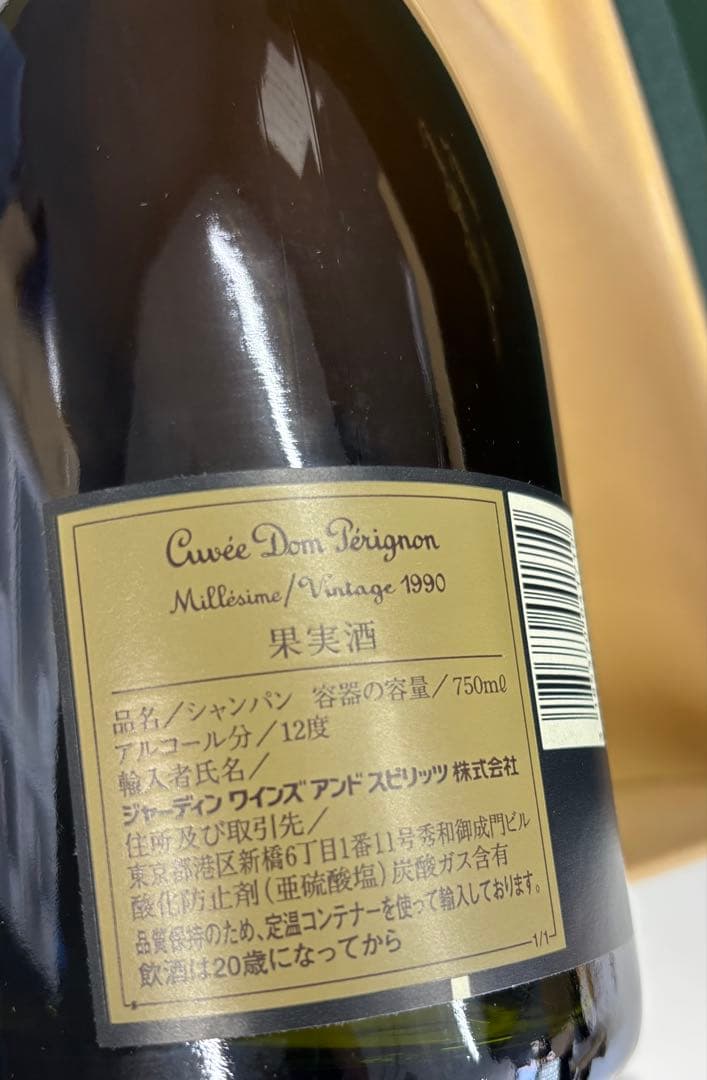 Cuvée Dom Pérignon
Millésime/Vintage 1990
果実酒
品名/シャンパン 容器の容量/750mℓ
アルコール分/12度
輸入者氏名/
ジャーディン ワインズ アンド スピリッツ 株式会社
住所及び取引先/
東京都港区新橋6丁目1番11号秀和御成門ビル
酸化防止剤(亜硫酸塩)炭酸ガス含有
品質保持のため、定温コンテナーを使って輸入しております。
飲酒は20歳になってから
1/1